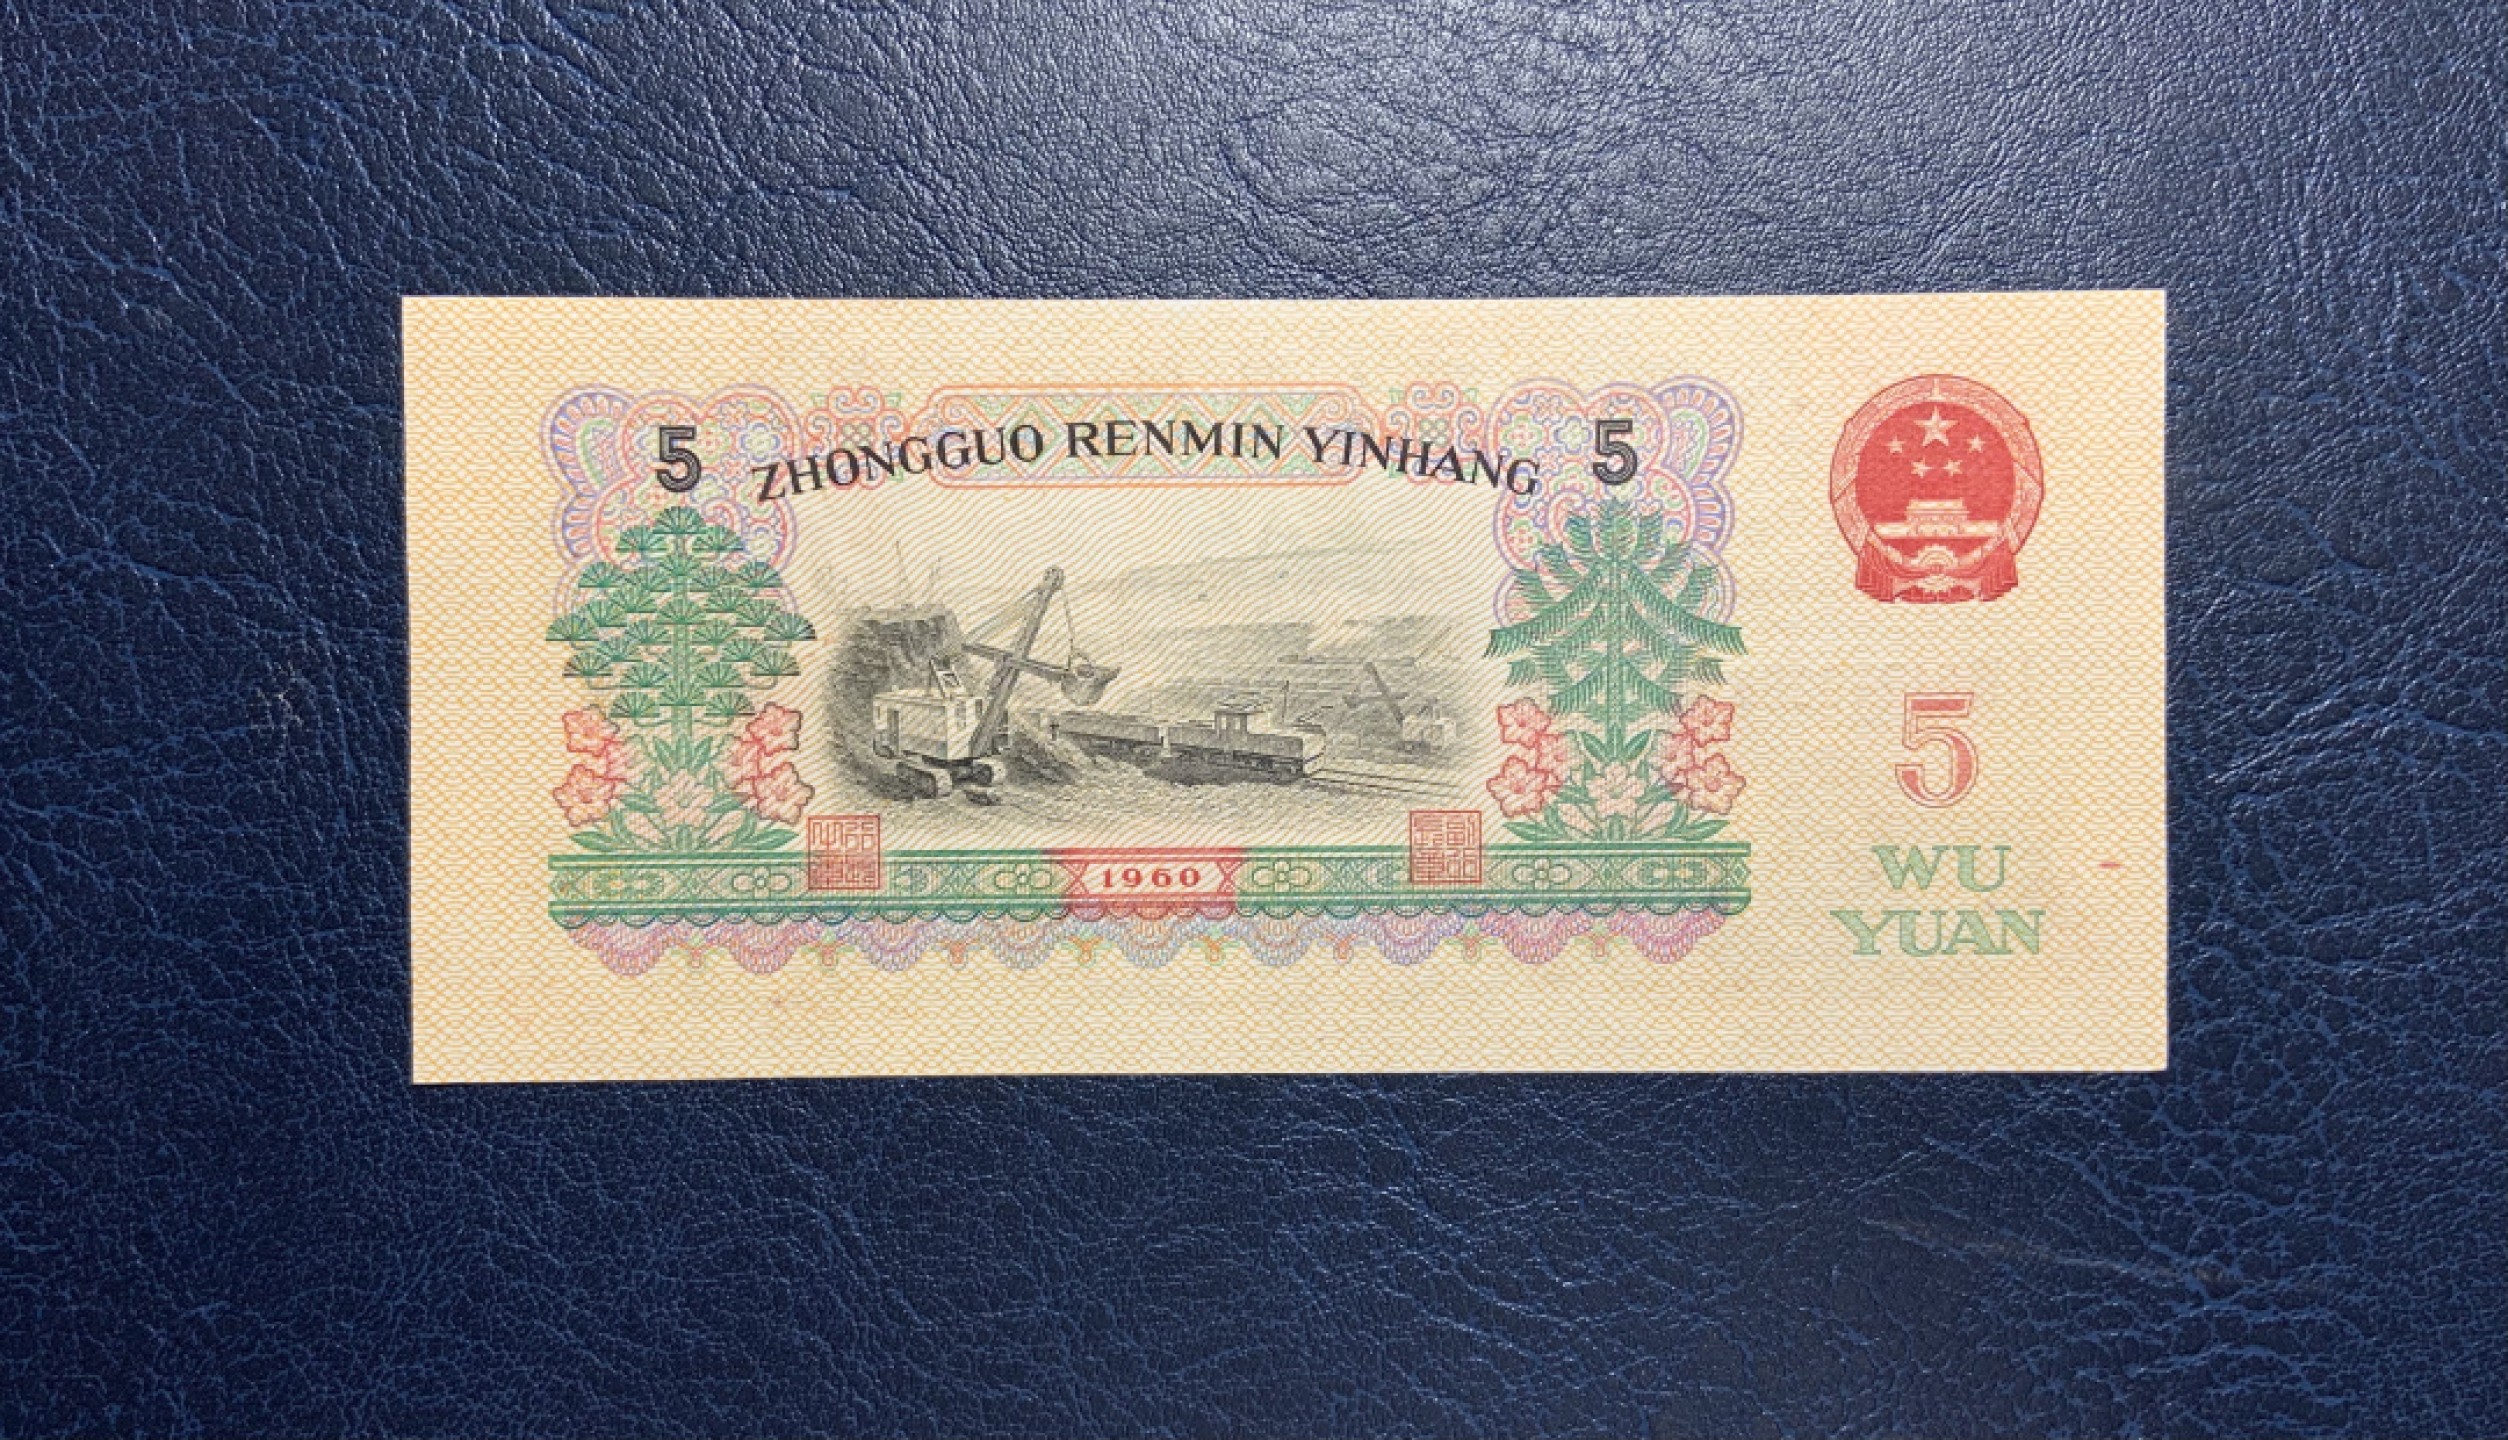 5 ZHONGGUO RENMIN YINHANG 5
1960
5
WU
YUAN